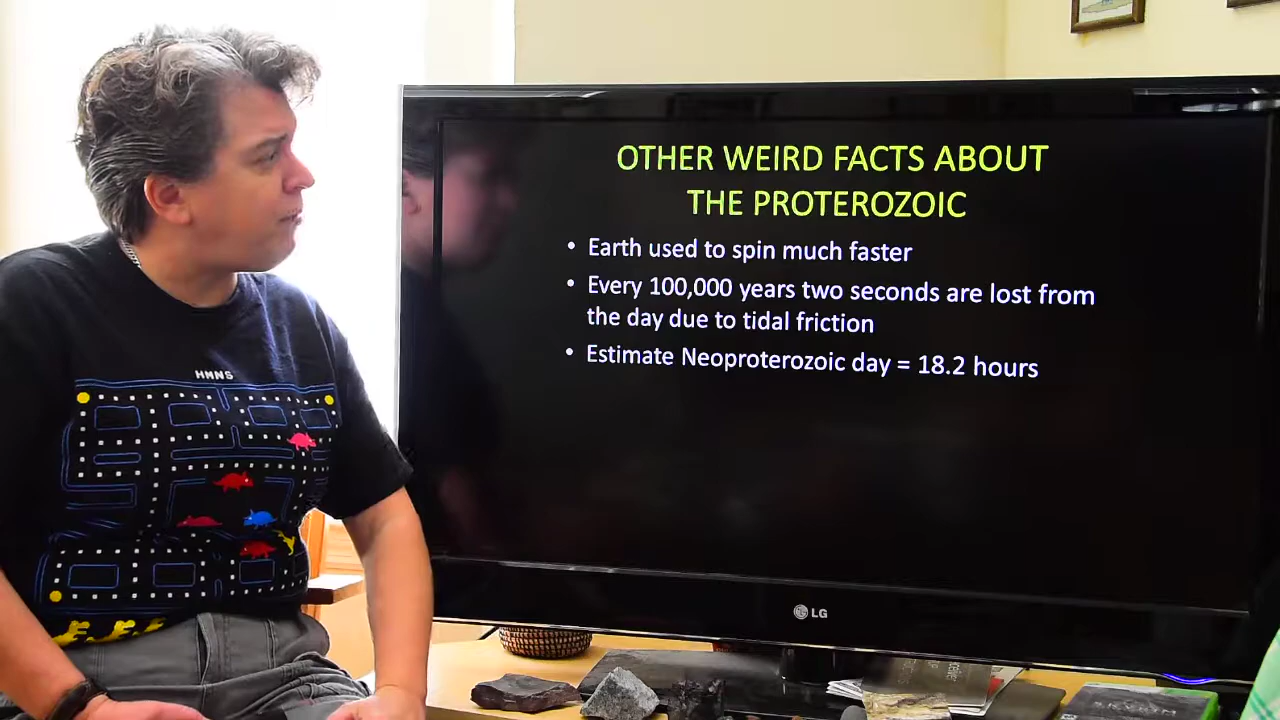 OTHER WEIRD FACTS ABOUT
THE PROTEROZOIC
• Earth used to spin much faster
• Every 100,000 years two seconds are lost from
the day due to tidal friction
• Estimate Neoproterozoic day = 18.2 hours
HMNS
LG